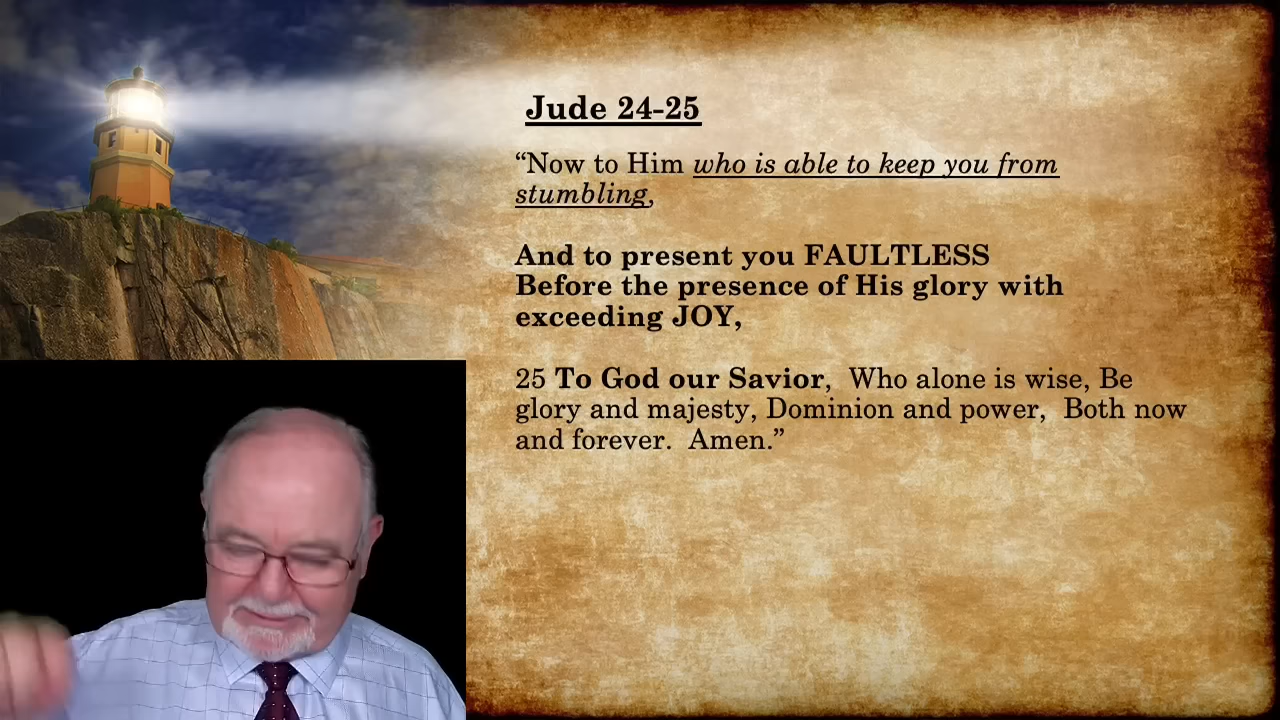 Jude 24-25
“Now to Him who is able to keep you from
stumbling,
And to present you FAULTLESS
Before the presence of His glory with
exceeding JOY,
25 To God our Savior, Who alone is wise, Be
glory and majesty, Dominion and power, Both now
and forever. Amen.”